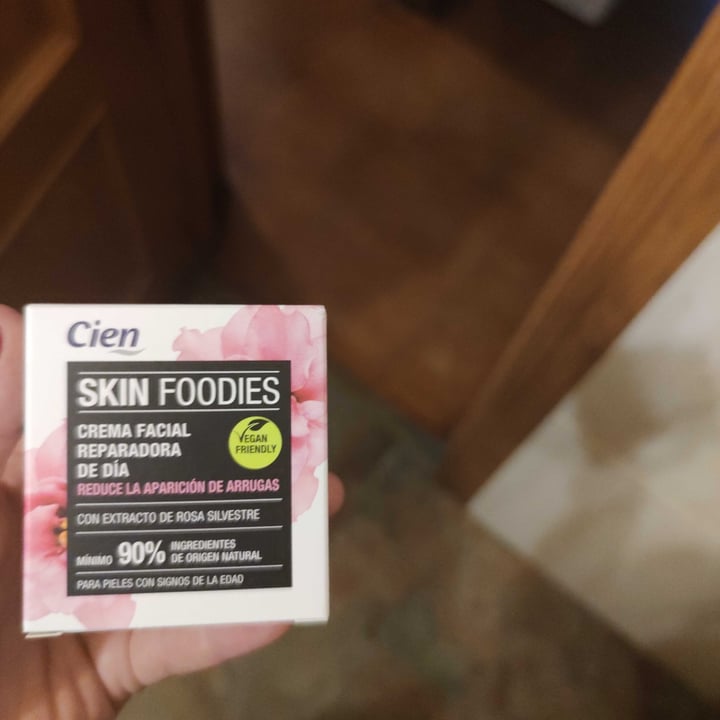 Cien
SKIN FOODIES
CREMA FACIAL
REPARADORA
DE DÍA
VEGAN
FRIENDLY
REDUCE LA APARICIÓN DE ARRUGAS
CON EXTRACTO DE ROSA SILVESTRE
MÍNIMO 90% INGREDIENTES
DE ORIGEN NATURAL
PARA PIELES CON SIGNOS DE LA EDAD